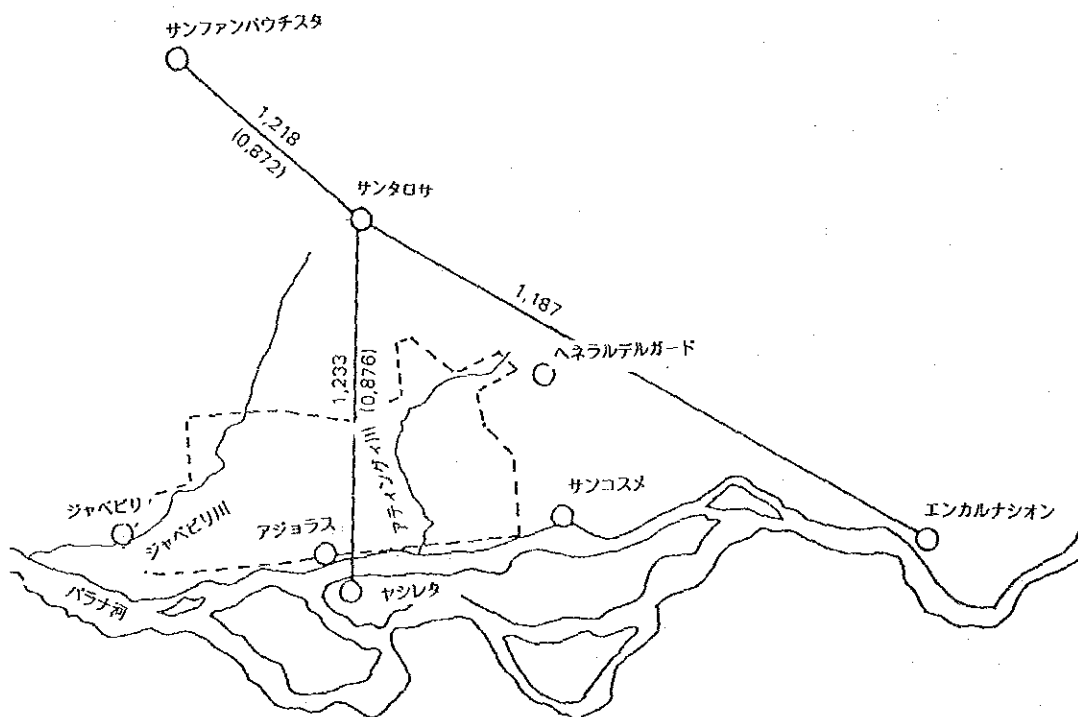 サンファンバウチスタ
1,218
(0,872)
サンタロサ
1,187
1,233
(0,876)
ヘネラルデルガード
アティングィ川
ジャベビリ
ジャベビリ川
サンコスメ
アジョラス
エンカルナシオン
ヤシレタ
パラナ河